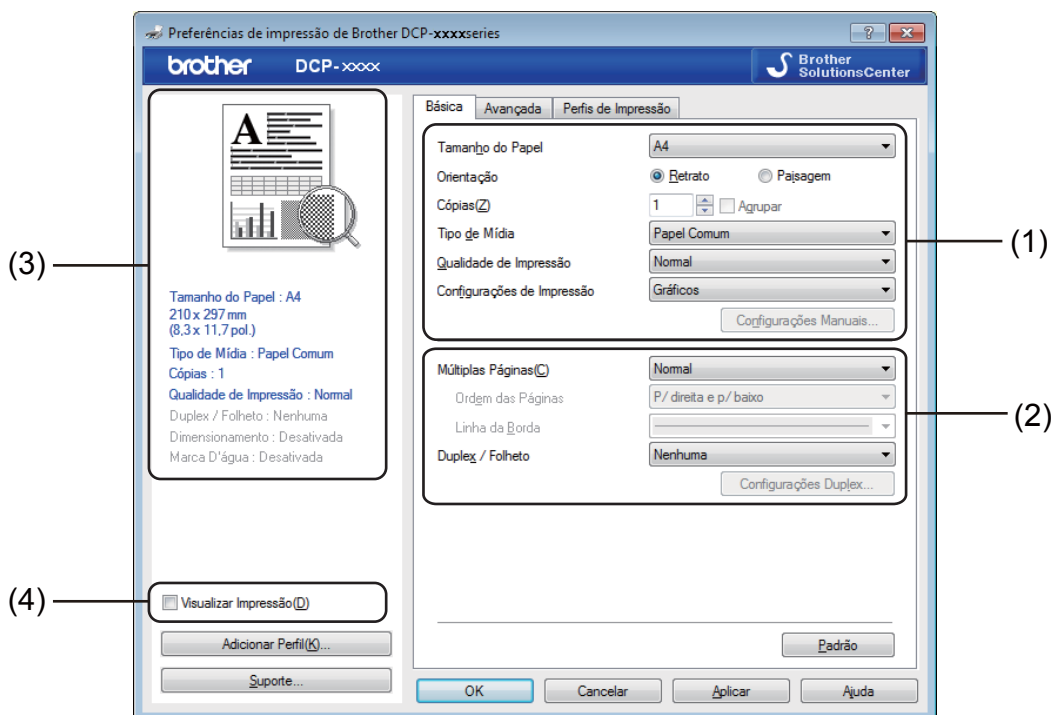 Preferências de impressão de Brother DCP-xxxxseries
brother DCP-xxxx
Brother
SolutionsCenter
A
Tamanho do Papel : A4
210 x 297 mm
(8,3 x 11,7 pol.)
Tipo de Mídia : Papel Comum
Cópias : 1
Qualidade de Impressão : Normal
Duplex / Folheto : Nenhuma
Dimensionamento : Desativada
Marca D'água : Desativada
(3)
Visualizar Impressão(D)
(4)
Adicionar Perfil(K)...
Suporte...
Básica Avançada Perfis de Impressão
Tamanho do Papel A4
Orientação Retrato Paisagem
Cópias(Z) 1 Agrupar
Tipo de Mídia Papel Comum
Qualidade de Impressão Normal
Configurações de Impressão Gráficos
Configurações Manuais...
(1)
Múltiplas Páginas(C) Normal
Ordem das Páginas P/ direita e p/ baixo
Linha da Borda
Duplex / Folheto Nenhuma
Configurações Duplex...
(2)
Padrão
OK Cancelar Aplicar Ajuda